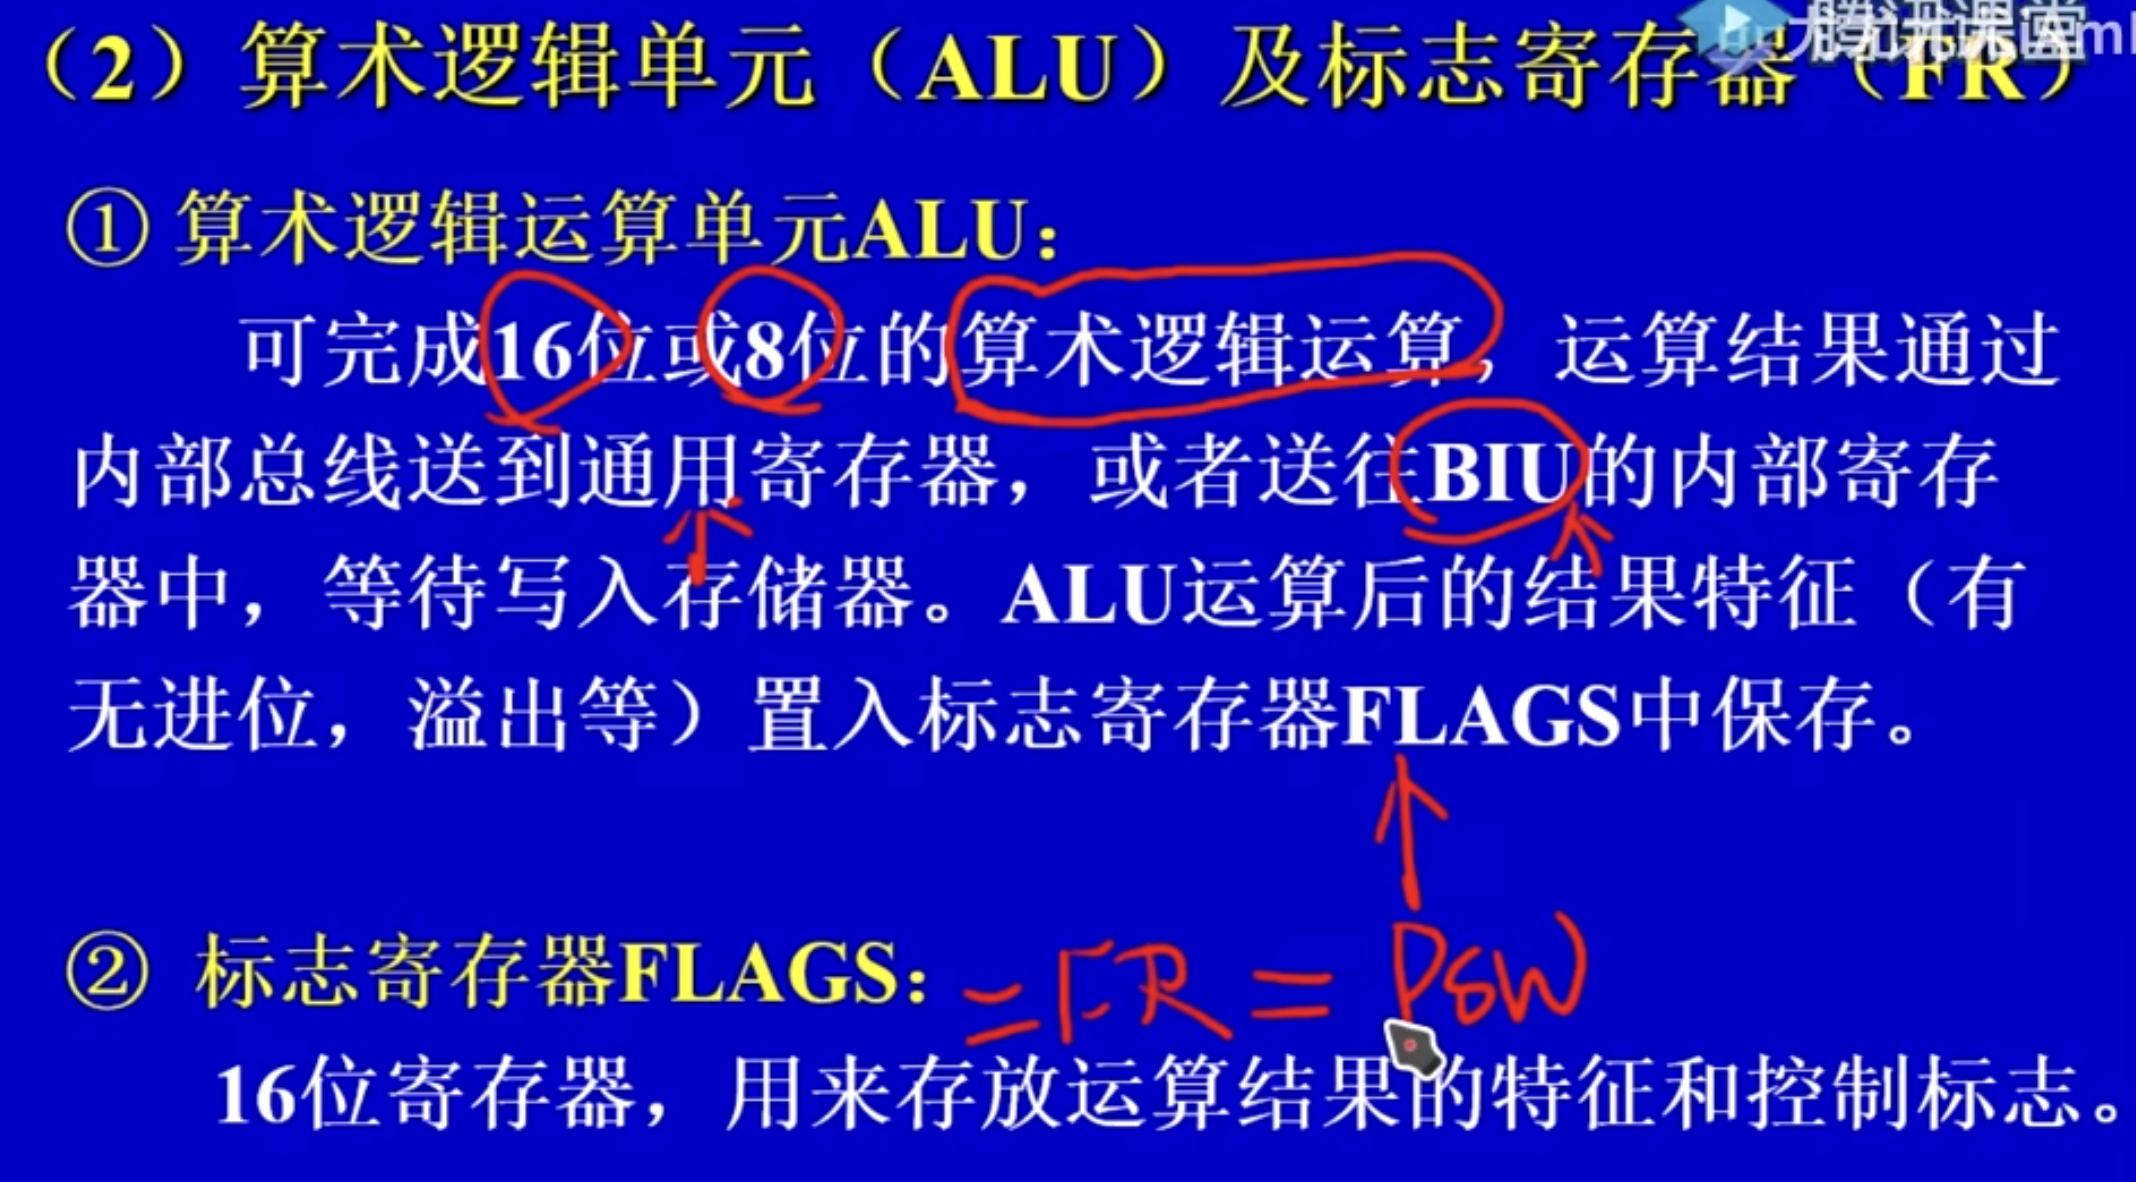 （2）算术逻辑单元（ALU）及标志寄存器（FR）
腾讯课堂
① 算术逻辑运算单元ALU：
可完成16位或8位的算术逻辑运算，运算结果通过
内部总线送到通用寄存器，或者送往BIU的内部寄存
器中，等待写入存储器。ALU运算后的结果特征（有
无进位，溢出等）置入标志寄存器FLAGS中保存。
② 标志寄存器FLAGS：=FR=PSW
16位寄存器，用来存放运算结果的特征和控制标志。